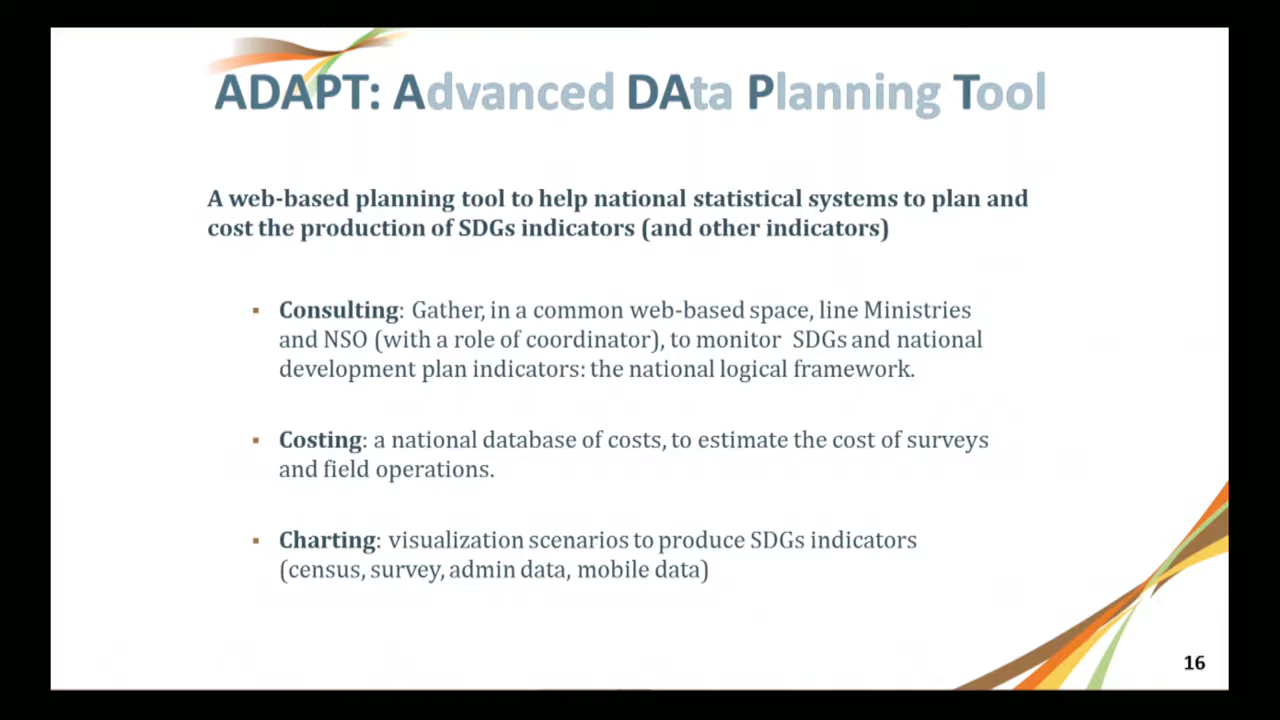 ADAPT: Advanced DAta Planning Tool
A web-based planning tool to help national statistical systems to plan and
cost the production of SDGs indicators (and other indicators)
▪ Consulting: Gather, in a common web-based space, line Ministries
and NSO (with a role of coordinator), to monitor SDGs and national
development plan indicators: the national logical framework.
▪ Costing: a national database of costs, to estimate the cost of surveys
and field operations.
▪ Charting: visualization scenarios to produce SDGs indicators
(census, survey, admin data, mobile data)
16